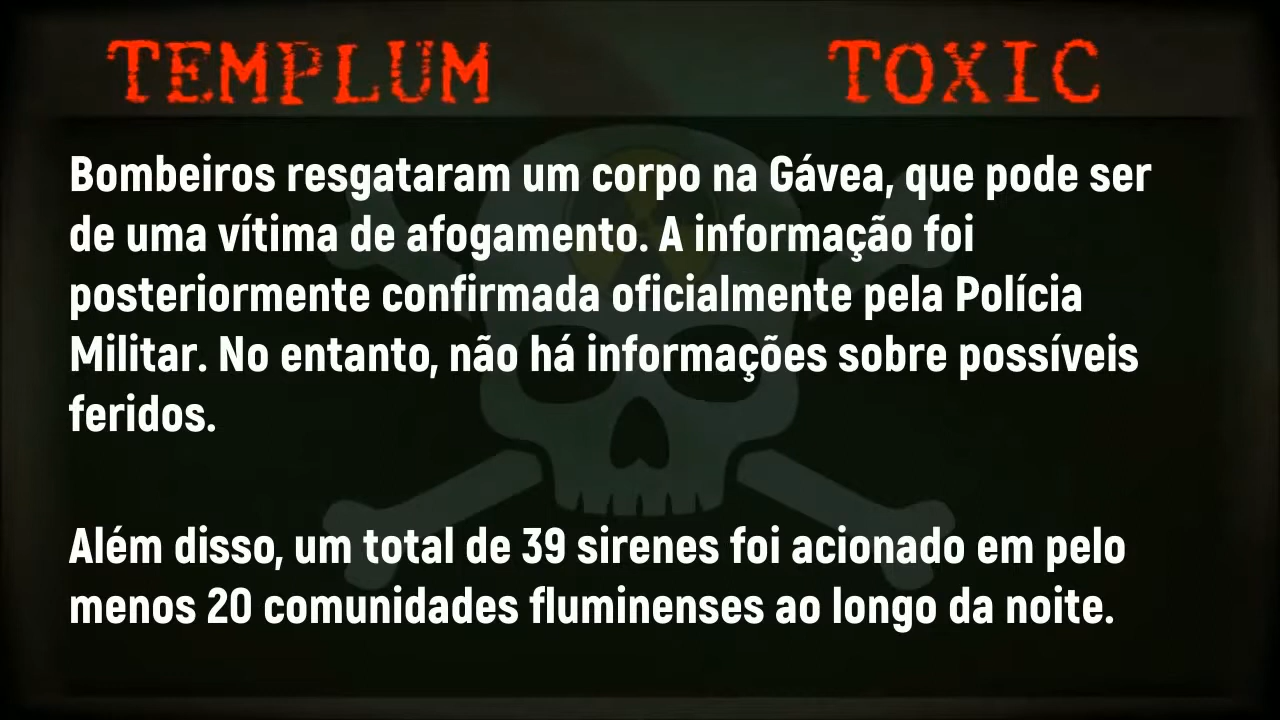 TEMPLUM TOXIC
Bombeiros resgataram um corpo na Gávea, que pode ser
de uma vítima de afogamento. A informação foi
posteriormente confirmada oficialmente pela Polícia
Militar. No entanto, não há informações sobre possíveis
feridos.
Além disso, um total de 39 sirenes foi acionado em pelo
menos 20 comunidades fluminenses ao longo da noite.